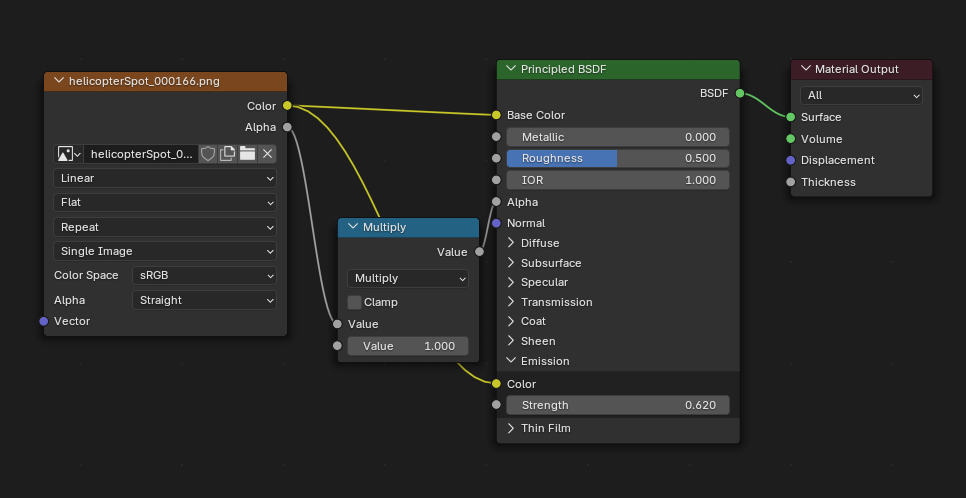 helicopterSpot_000166.png
Color
Alpha
helicopterSpot_0...
Linear
Flat
Repeat
Single Image
Color Space sRGB
Alpha Straight
Vector
Multiply
Value
Multiply
Clamp
Value
Value 1.000
Principled BSDF
BSDF
Base Color
Metallic 0.000
Roughness 0.500
IOR 1.000
Alpha
Normal
Diffuse
Subsurface
Specular
Transmission
Coat
Sheen
Emission
Color
Strength 0.620
Thin Film
Material Output
All
Surface
Volume
Displacement
Thickness